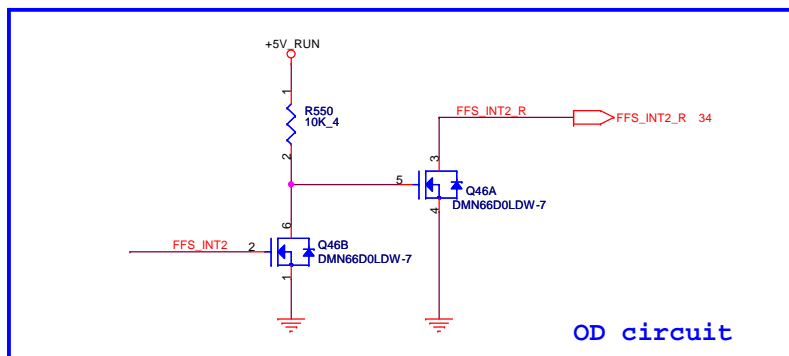 +5V_RUN
1
R550
10K_4
2
FFS_INT2_R
FFS_INT2_R 34
3
5
Q46A
DMN66D0LDW-7
4
6
FFS_INT2
2
Q46B
DMN66D0LDW-7
1
OD circuit